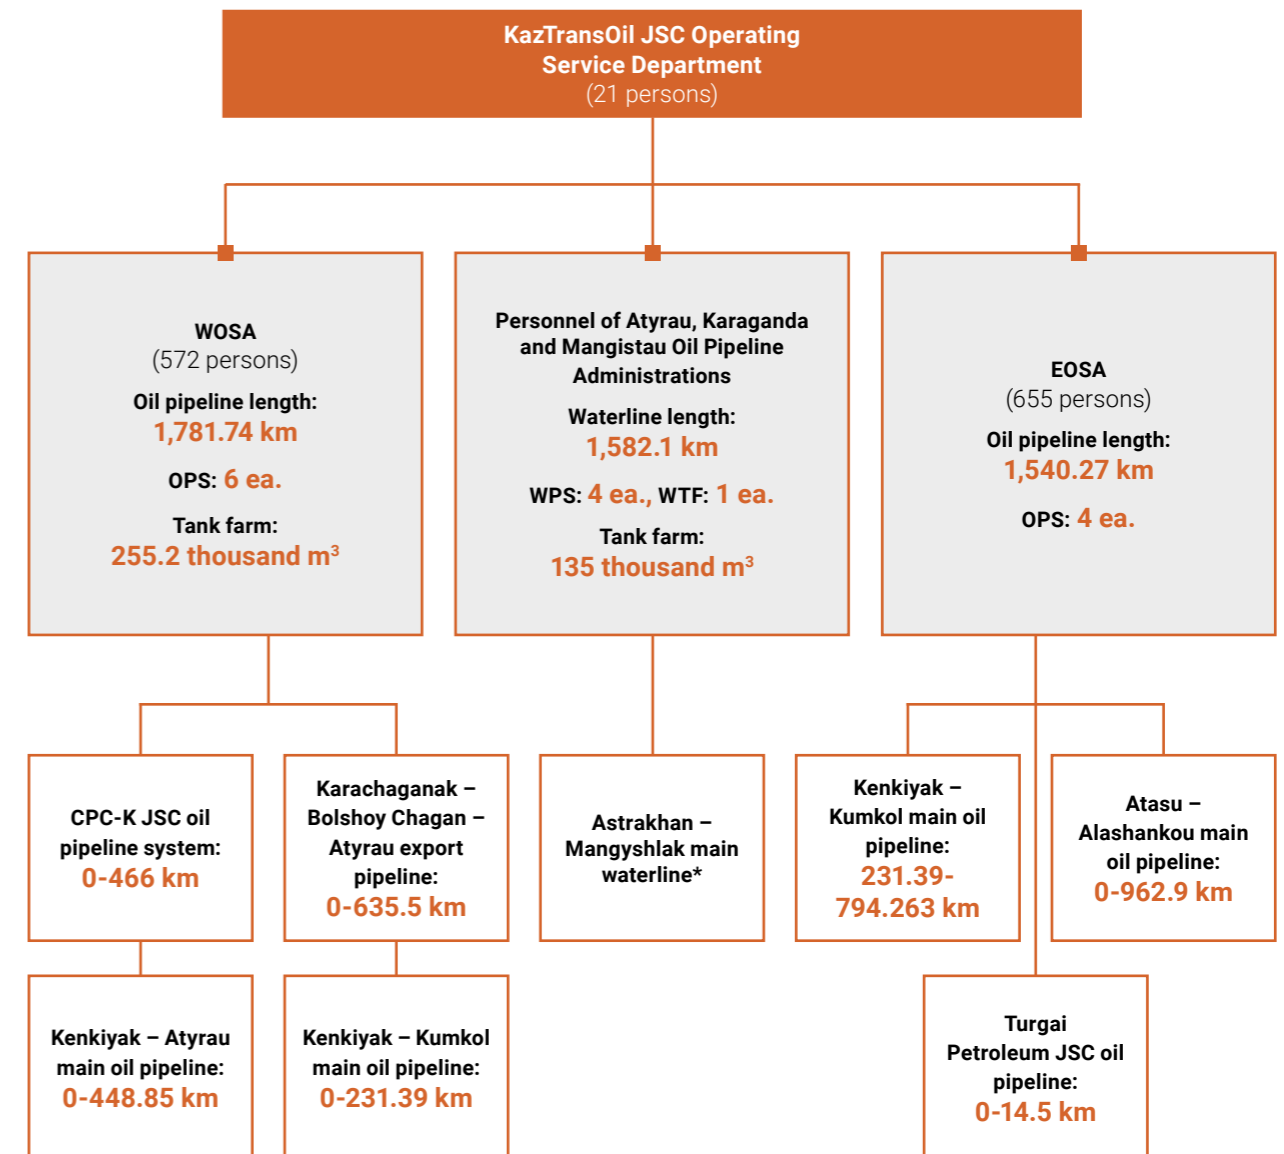 KazTransOil JSC Operating
Service Department
(21 persons)
WOSA
(572 persons)
Oil pipeline length:
1,781.74 km
OPS: 6 ea.
Tank farm:
255.2 thousand m³
Personnel of Atyrau, Karaganda
and Mangistau Oil Pipeline
Administrations
Waterline length:
1,582.1 km
WPS: 4 ea., WTF: 1 ea.
Tank farm:
135 thousand m³
EOSA
(655 persons)
Oil pipeline length:
1,540.27 km
OPS: 4 ea.
CPC-K JSC oil
pipeline system:
0-466 km
Karachaganak –
Bolshoy Chagan –
Atyrau export
pipeline:
0-635.5 km
Astrakhan –
Mangyshlak main
waterline*
Kenkiyak –
Kumkol main oil
pipeline:
231.39-
794.263 km
Atasu –
Alashankou main
oil pipeline:
0-962.9 km
Kenkiyak – Atyrau
main oil pipeline:
0-448.85 km
Kenkiyak – Kumkol
main oil pipeline:
0-231.39 km
Turgai
Petroleum JSC oil
pipeline:
0-14.5 km